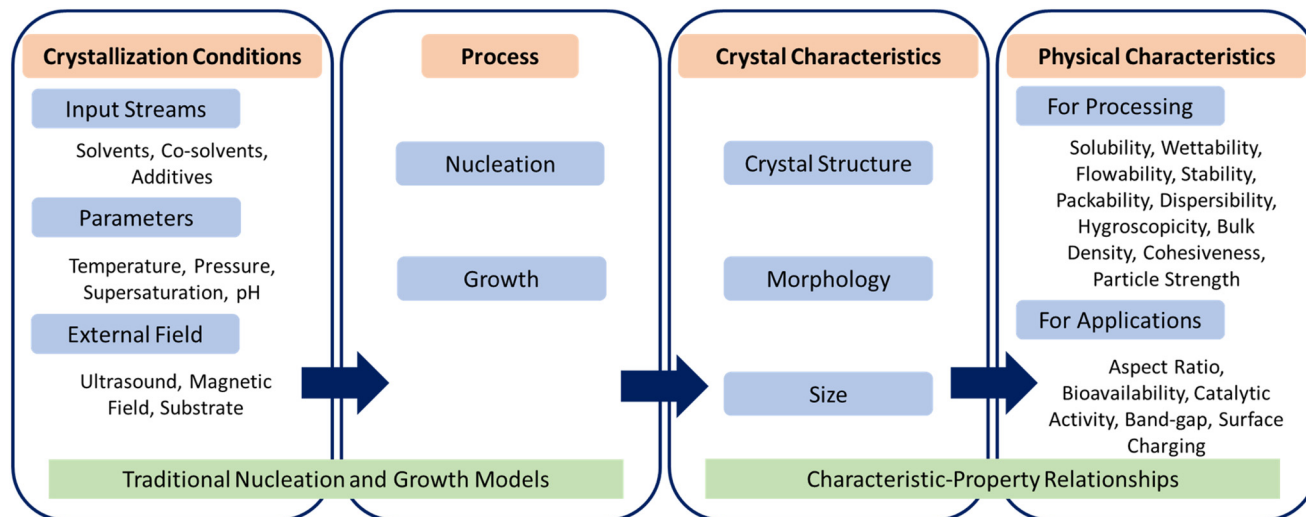 Crystallization Conditions
Input Streams
Solvents, Co-solvents,
Additives
Parameters
Temperature, Pressure,
Supersaturation, pH
External Field
Ultrasound, Magnetic
Field, Substrate
Process
Nucleation
Growth
Traditional Nucleation and Growth Models
Crystal Characteristics
Crystal Structure
Morphology
Size
Physical Characteristics
For Processing
Solubility, Wettability,
Flowability, Stability,
Packability, Dispersibility,
Hygroscopicity, Bulk
Density, Cohesiveness,
Particle Strength
For Applications
Aspect Ratio,
Bioavailability, Catalytic
Activity, Band-gap, Surface
Charging
Characteristic-Property Relationships